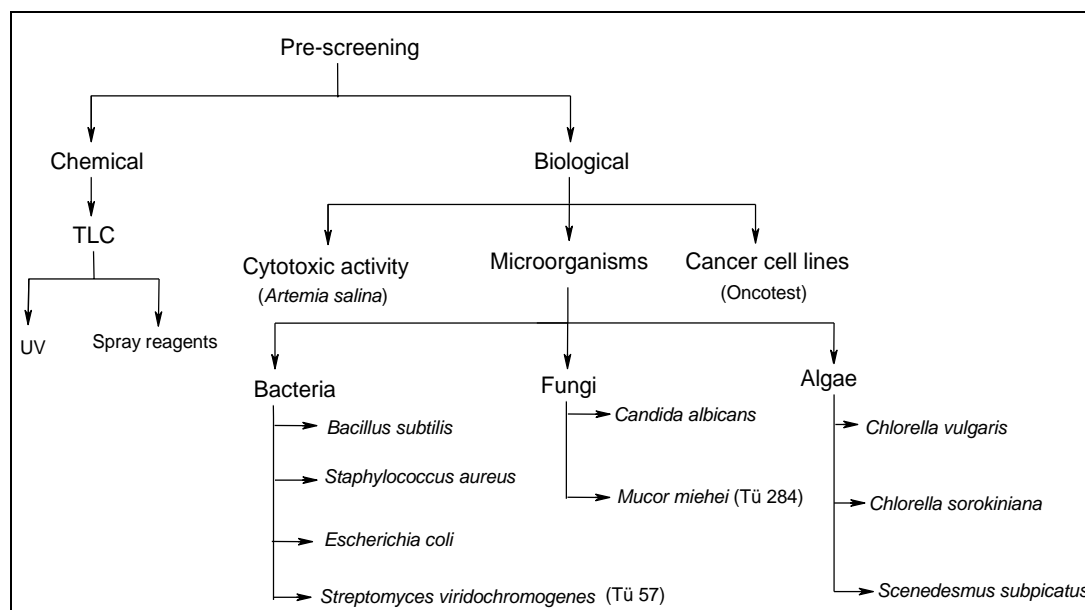 Pre-screening
Chemical
Biological
TLC
Cytotoxic activity
(Artemia salina)
Microorganisms
Cancer cell lines
(Oncotest)
UV
Spray reagents
Bacteria
Fungi
Algae
Bacillus subtilis
Staphylococcus aureus
Escherichia coli
Streptomyces viridochromogenes (Tü 57)
Candida albicans
Mucor miehei (Tü 284)
Chlorella vulgaris
Chlorella sorokiniana
Scenedesmus subpicatus